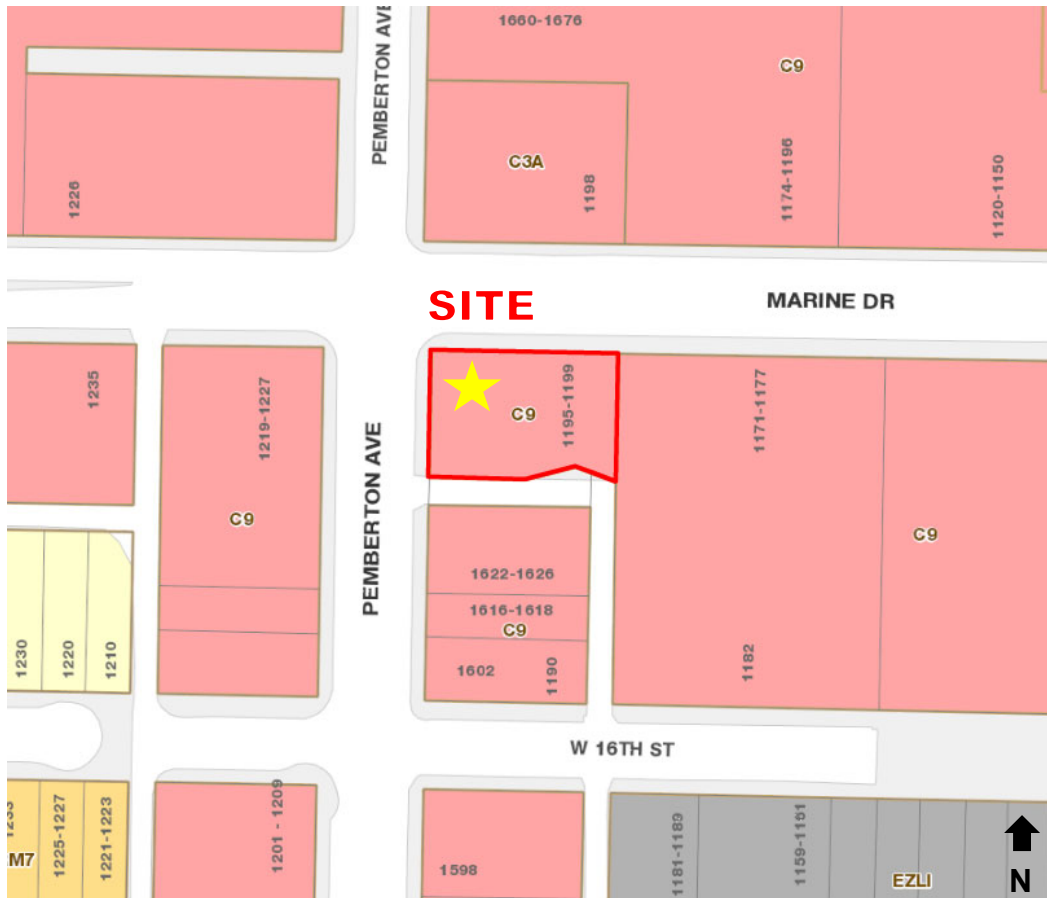 PEMBERTON AVE
1660-1676
C9
C3A
1198
1174-1196
1120-1150
1226
SITE
MARINE DR
1235
1219-1227
C9
1195-1199
1171-1177
C9
PEMBERTON AVE
C9
1622-1626
1616-1618
C9
1602
1190
1182
1230
1220
1210
W 16TH ST
1225-1227
1221-1223
M7
1201 - 1209
1598
1181-1189
1159-1151
EZLI
N